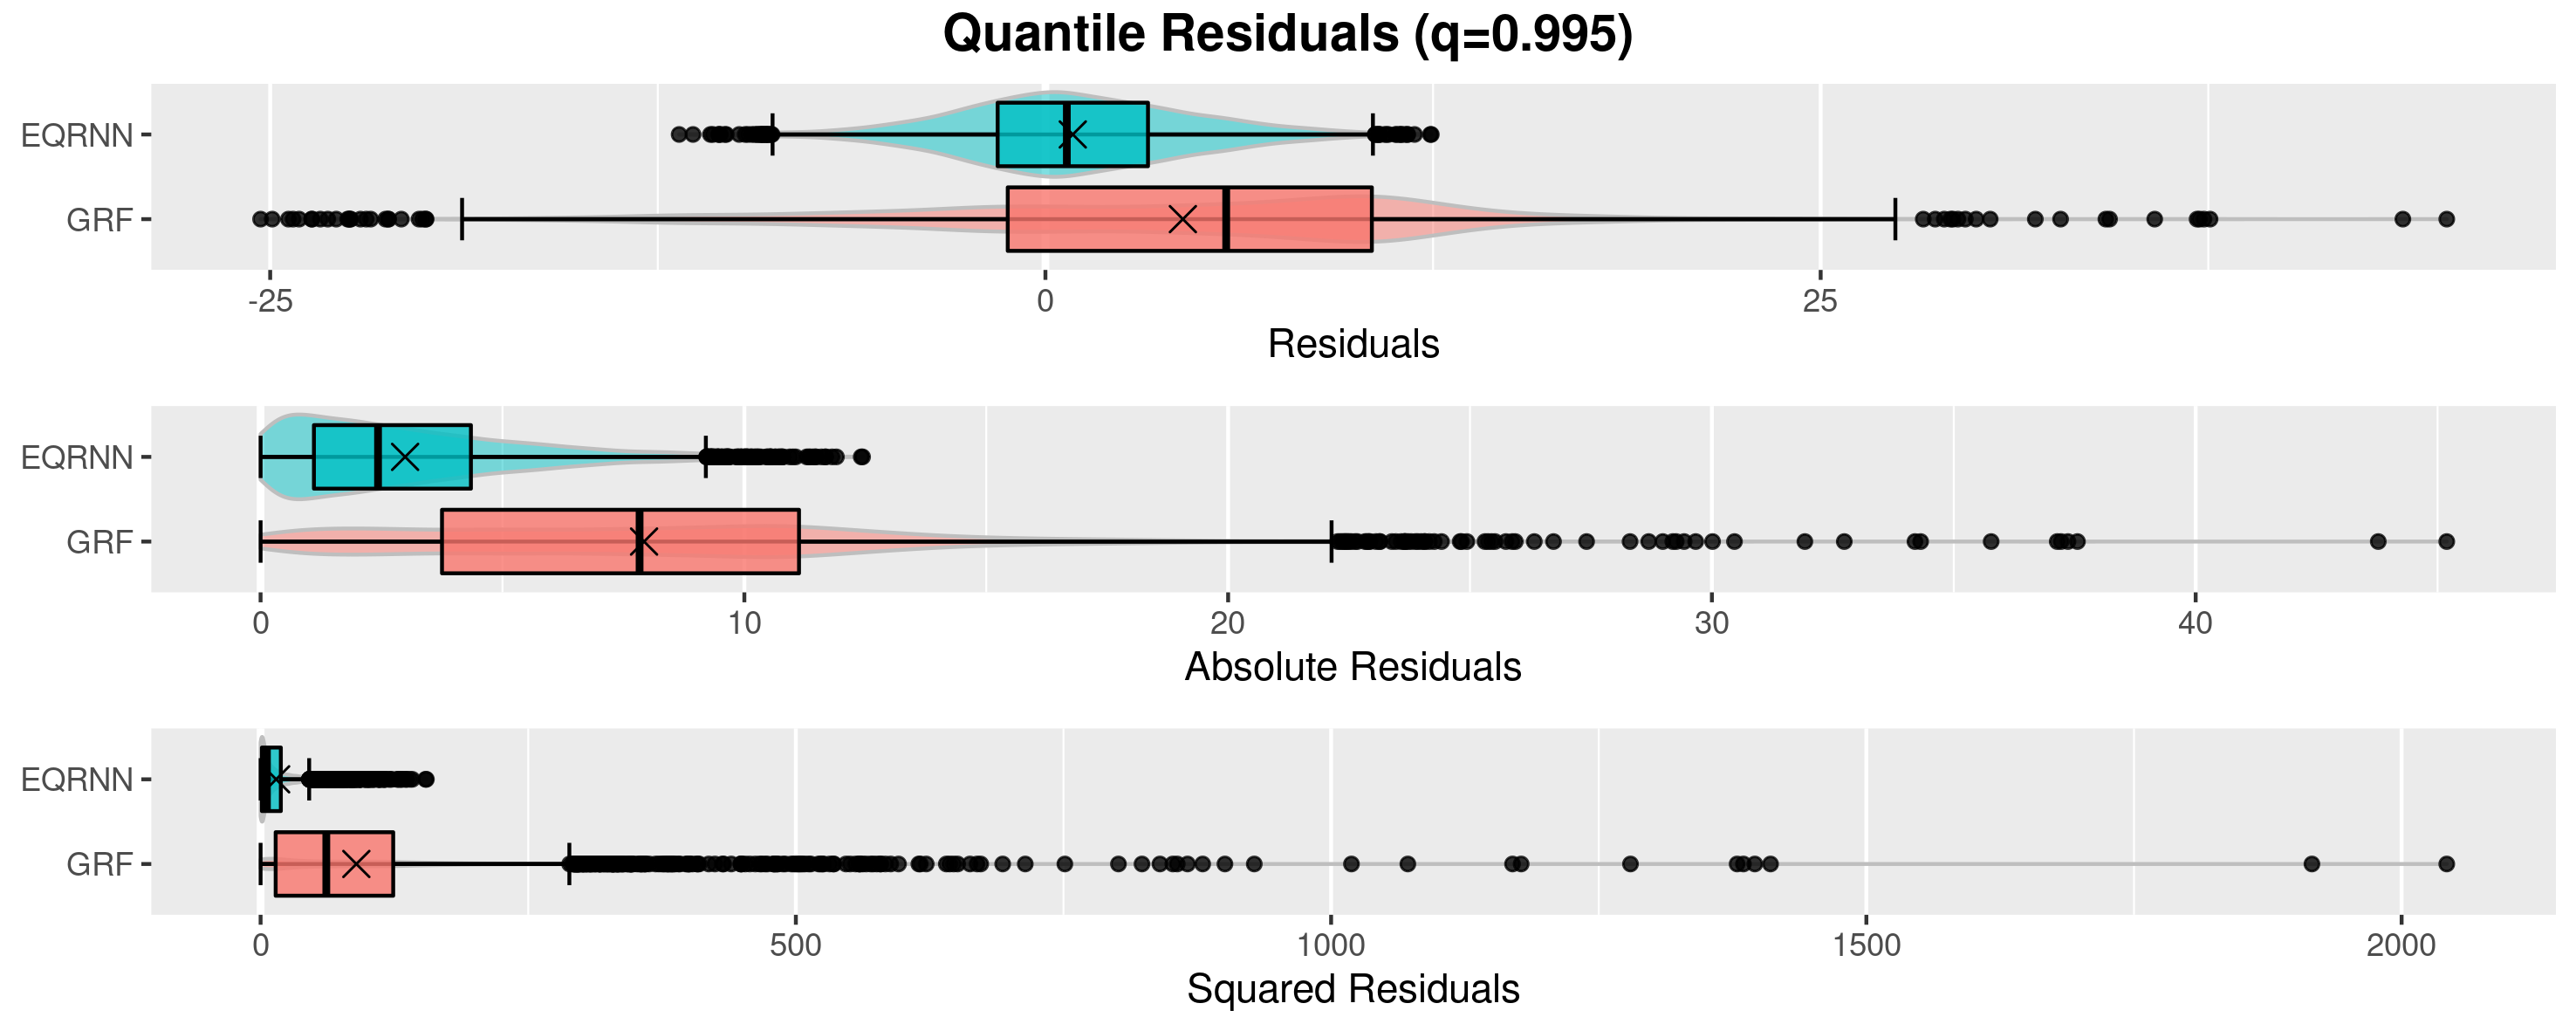 Quantile Residuals (q=0.995)
EQRNN
GRF
-25 0 25
Residuals
EQRNN
GRF
0 10 20 30 40
Absolute Residuals
EQRNN
GRF
0 500 1000 1500 2000
Squared Residuals